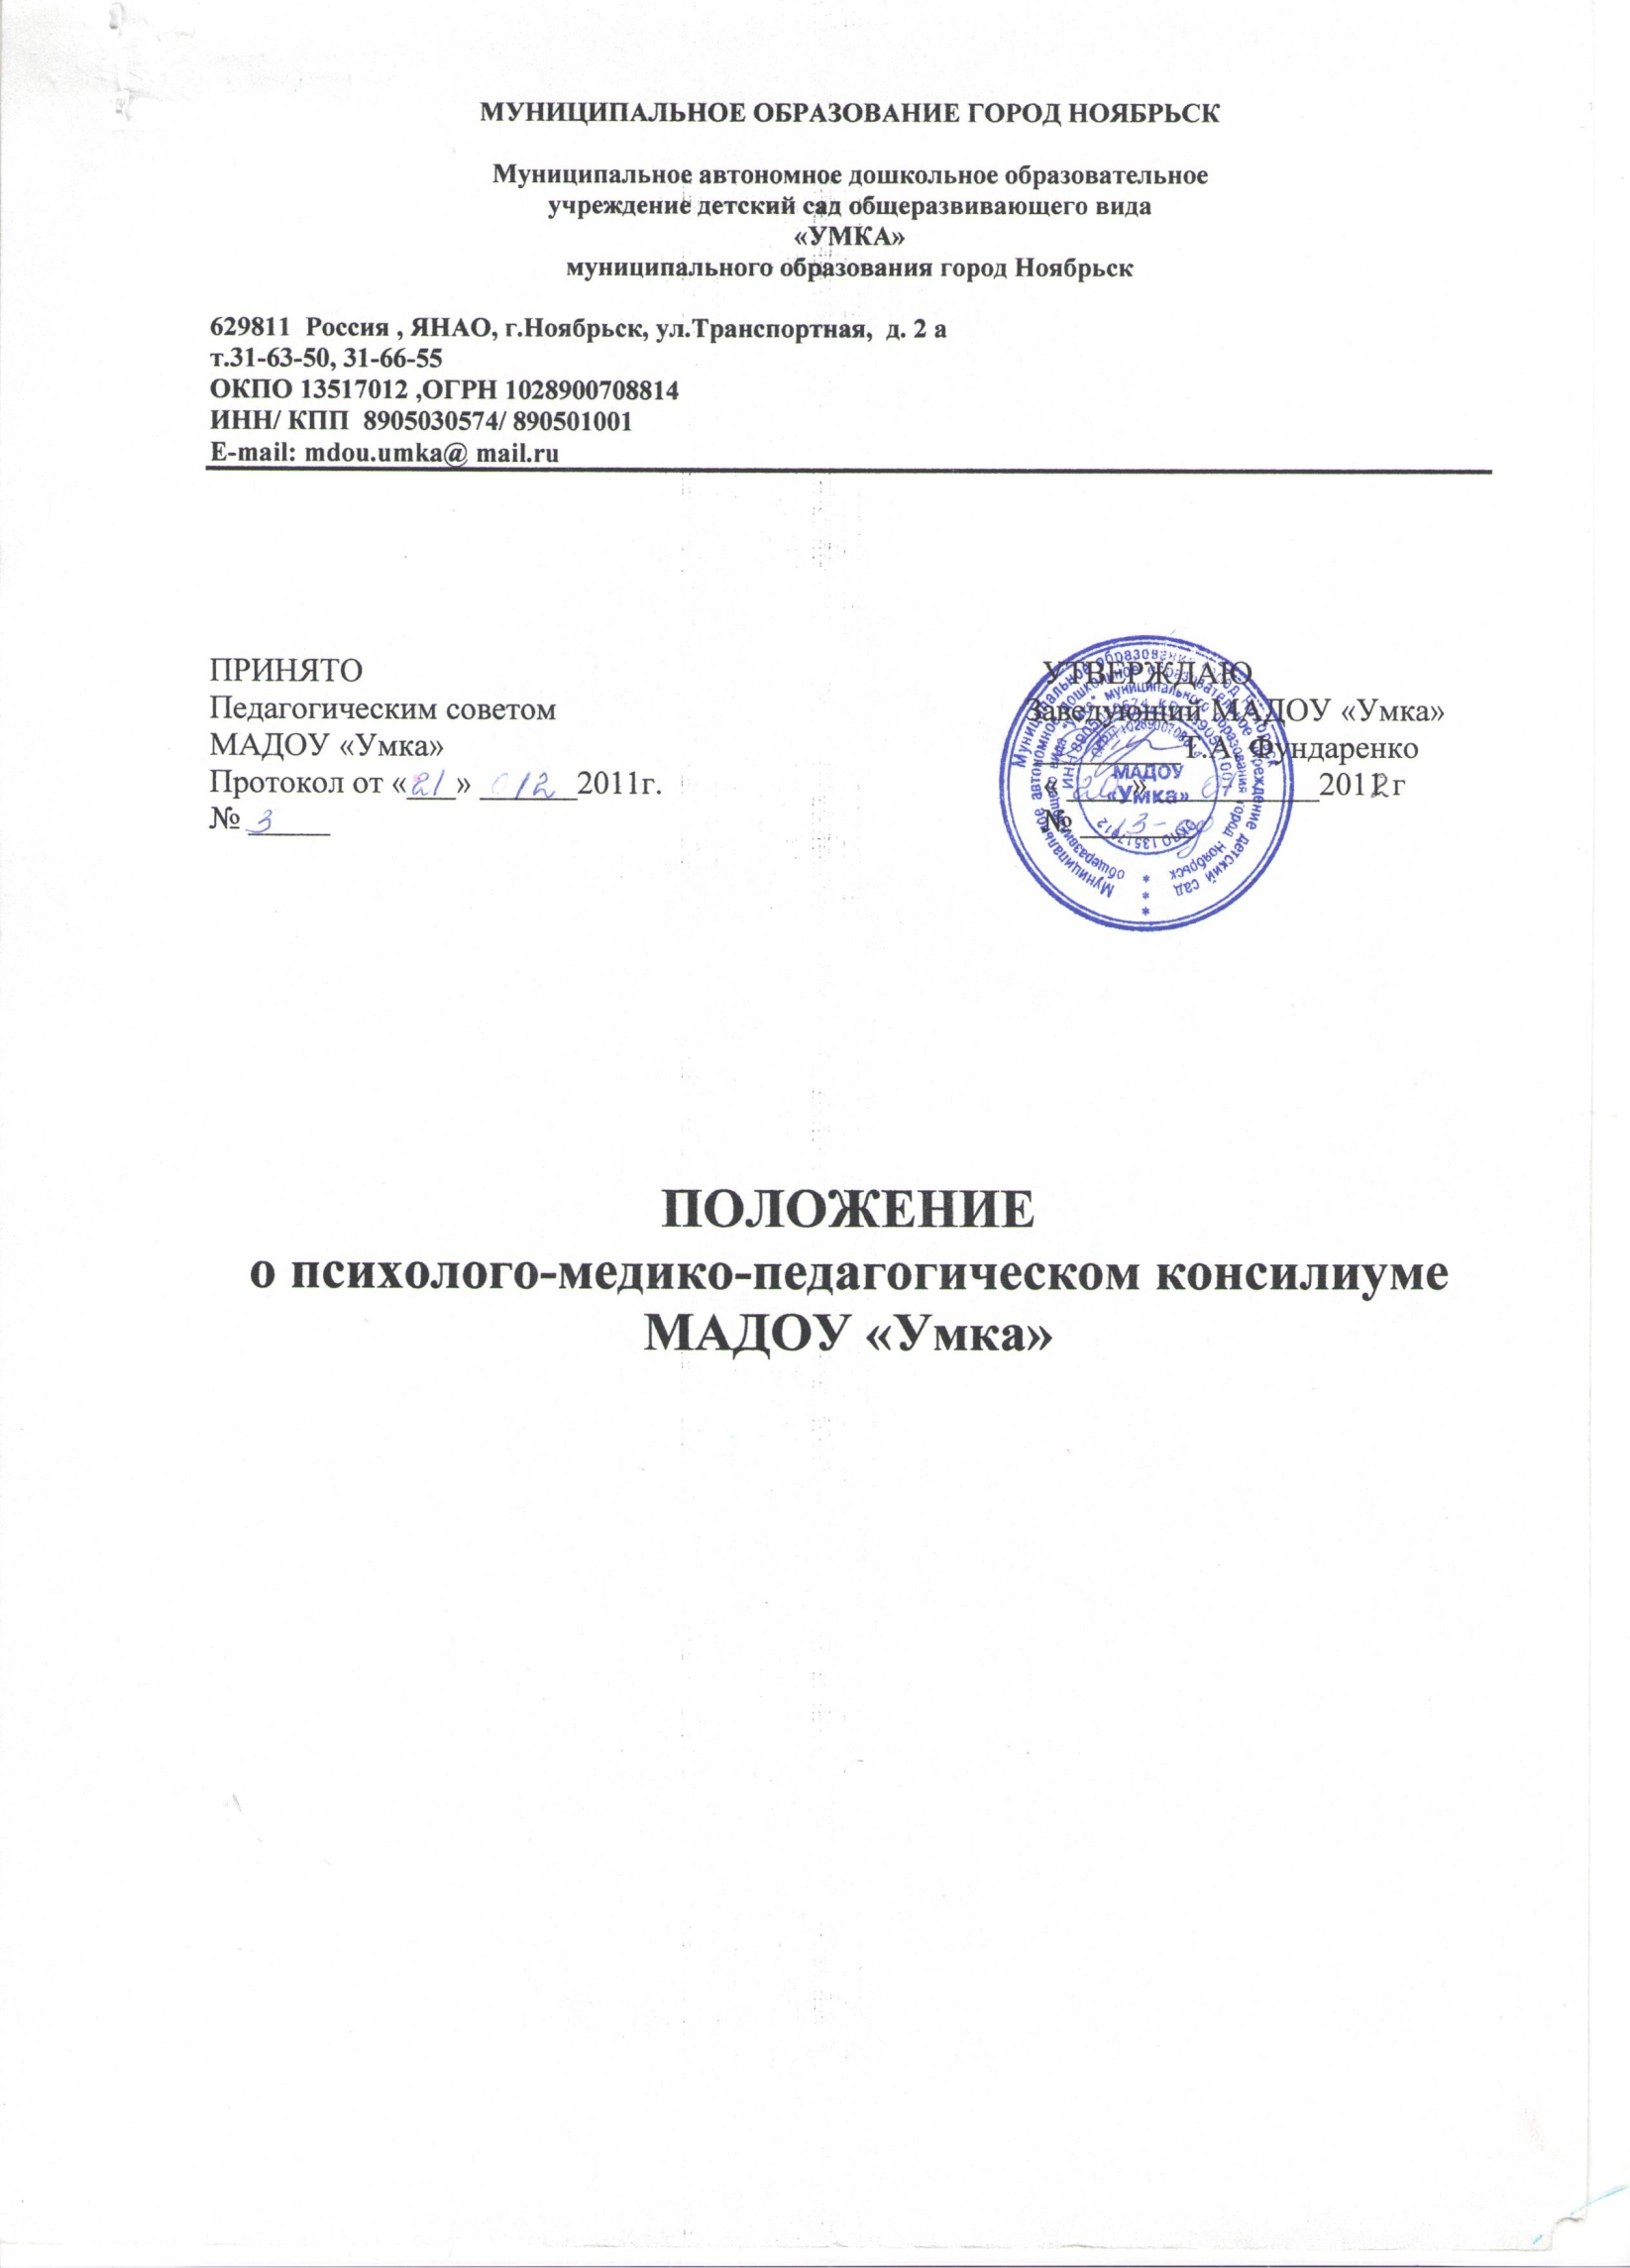 МУНИЦИПАЛЬНОЕ ОБРАЗОВАНИЕ ГОРОД НОЯБРЬСК
Муниципальное автономное дошкольное образовательное
учреждение детский сад общеразвивающего вида
«УМКА»
муниципального образования город Ноябрьск
629811 Россия , ЯНАО, г.Ноябрьск, ул.Транспортная, д. 2 а
т.31-63-50, 31-66-55
ОКПО 13517012 ,ОГРН 1028900708814
ИНН/ КПП 8905030574/ 890501001
E-mail: mdou.umka@ mail.ru
ПРИНЯТО
Педагогическим советом
МАДОУ «Умка»
Протокол от «21» 12 2011г.
№ 3
УТВЕРЖДАЮ
Заведующий МАДОУ «Умка»
Т.А. Фундаренко
2012г
№ 13-
МАДОУ
«Умка»
ПОЛОЖЕНИЕ
о психолого-медико-педагогическом консилиуме
МАДОУ «Умка»